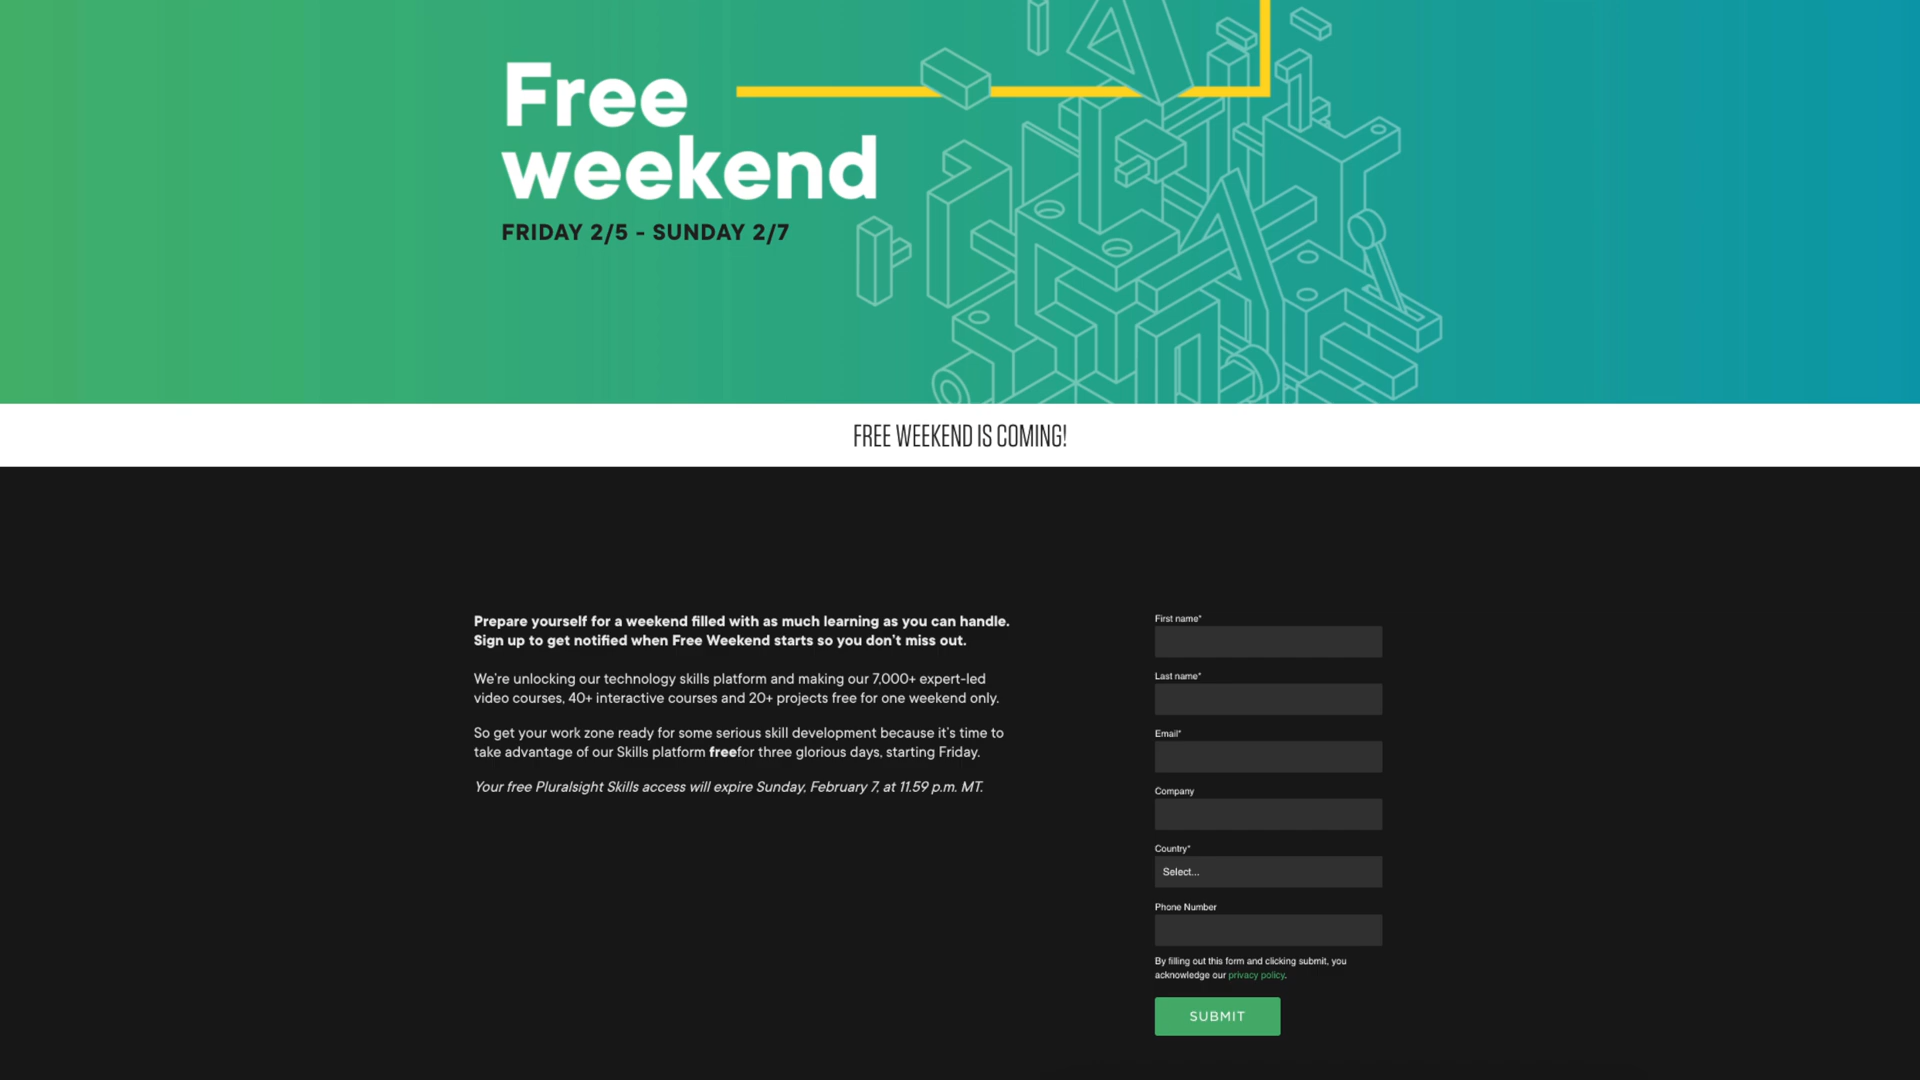 Free
weekend
FRIDAY 2/5 - SUNDAY 2/7
FREE WEEKEND IS COMING!
Prepare yourself for a weekend filled with as much learning as you can handle.
Sign up to get notified when Free Weekend starts so you don't miss out.
We're unlocking our technology skills platform and making our 7,000+ expert-led
video courses, 40+ interactive courses and 20+ projects free for one weekend only.
So get your work zone ready for some serious skill development because it's time to
take advantage of our Skills platform freefor three glorious days, starting Friday.
Your free Pluralsight Skills access will expire Sunday, February 7, at 11.59 p.m. MT.
First name*
Last name*
Email*
Company
Country*
Select...
Phone Number
By filling out this form and clicking submit, you
acknowledge our privacy policy.
SUBMIT